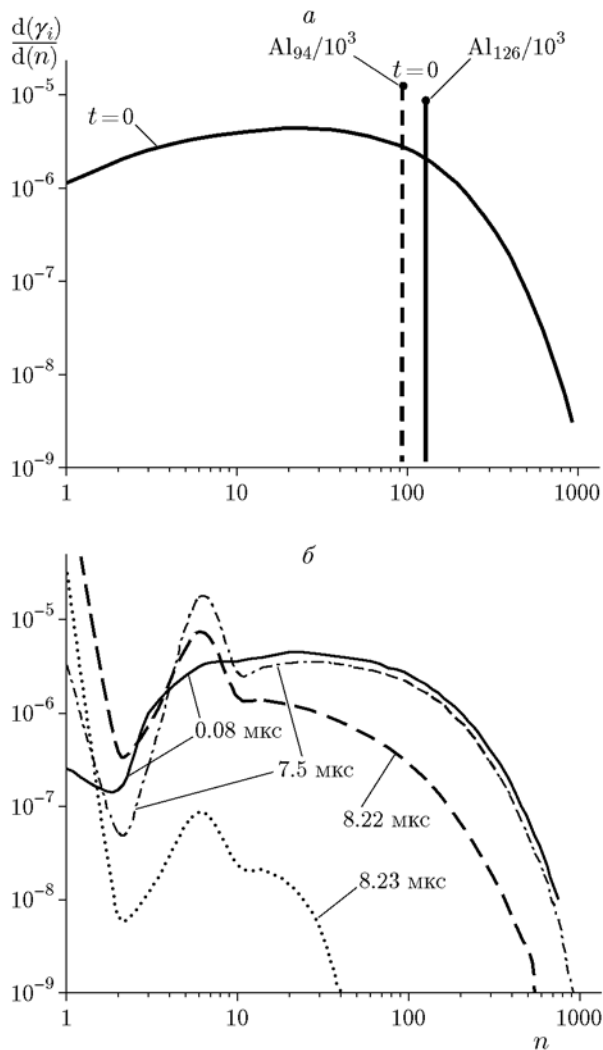 а
d(γᵢ)
d(n)
Al₉₄/10³
t=0
Al₁₂₆/10³
10⁻⁵
t=0
10⁻⁶
10⁻⁷
10⁻⁸
10⁻⁹
1
10
100
1000
б
10⁻⁵
10⁻⁶
0.08 мкс
7.5 мкс
10⁻⁷
8.22 мкс
10⁻⁸
8.23 мкс
10⁻⁹
1
10
100
1000
n